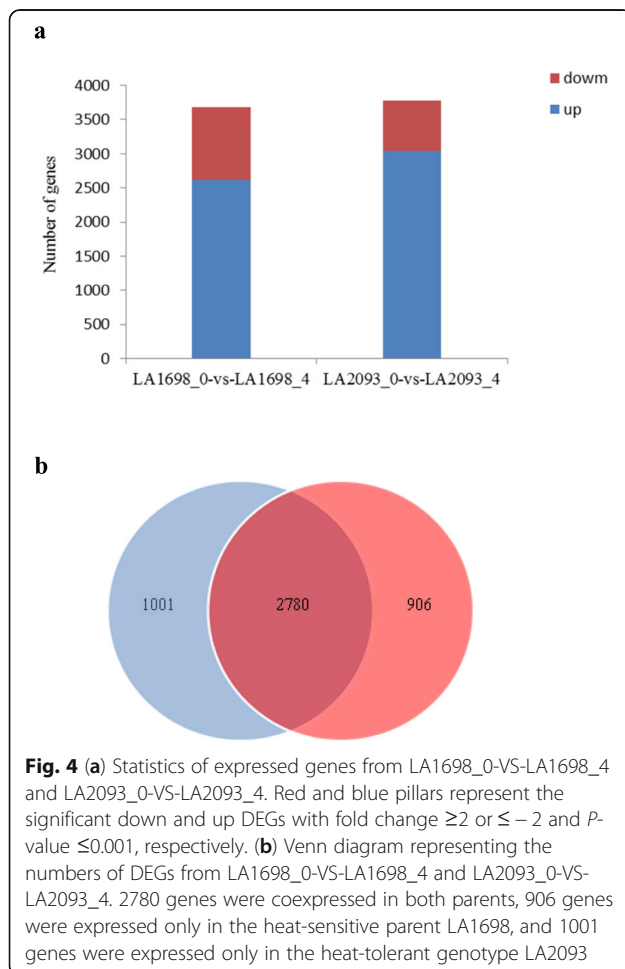 a
dowm
up
4000
3500
3000
2500
2000
1500
1000
500
0
Number of genes
LA1698_0-vs-LA1698_4 LA2093_0-vs-LA2093_4
b
1001 2780 906
Fig. 4 (a) Statistics of expressed genes from LA1698_0-VS-LA1698_4
and LA2093_0-VS-LA2093_4. Red and blue pillars represent the
significant down and up DEGs with fold change ≥2 or ≤ − 2 and P-
value ≤0.001, respectively. (b) Venn diagram representing the
numbers of DEGs from LA1698_0-VS-LA1698_4 and LA2093_0-VS-
LA2093_4. 2780 genes were coexpressed in both parents, 906 genes
were expressed only in the heat-sensitive parent LA1698, and 1001
genes were expressed only in the heat-tolerant genotype LA2093